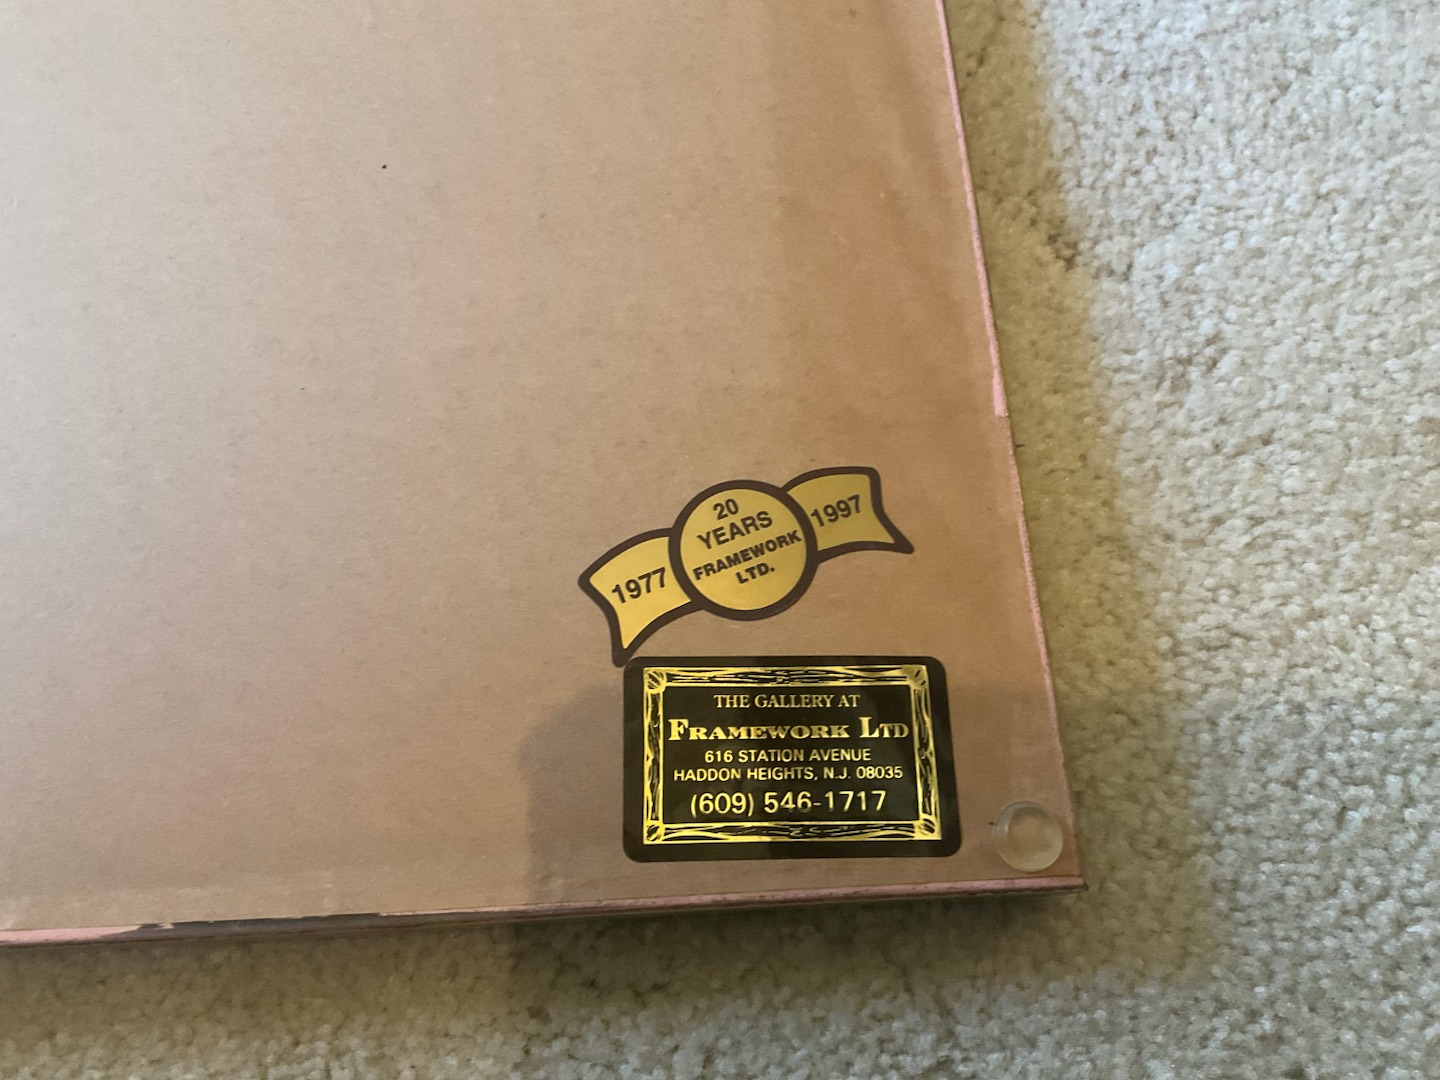 1977
20
YEARS
FRAMEWORK
LTD.
1997
THE GALLERY AT
FRAMEWORK LTD
616 STATION AVENUE
HADDON HEIGHTS, N.J. 08035
(609) 546-1717